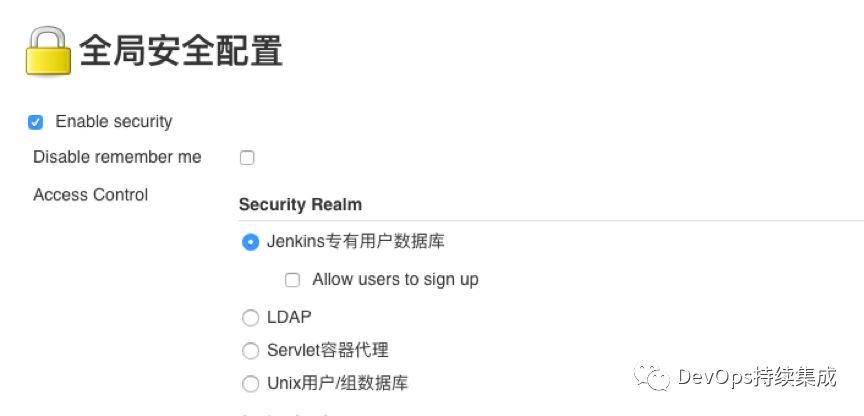 全局安全配置
Enable security
Disable remember me
Access Control
Security Realm
Jenkins专有用户数据库
Allow users to sign up
LDAP
Servlet容器代理
Unix用户/组数据库
DevOps持续集成